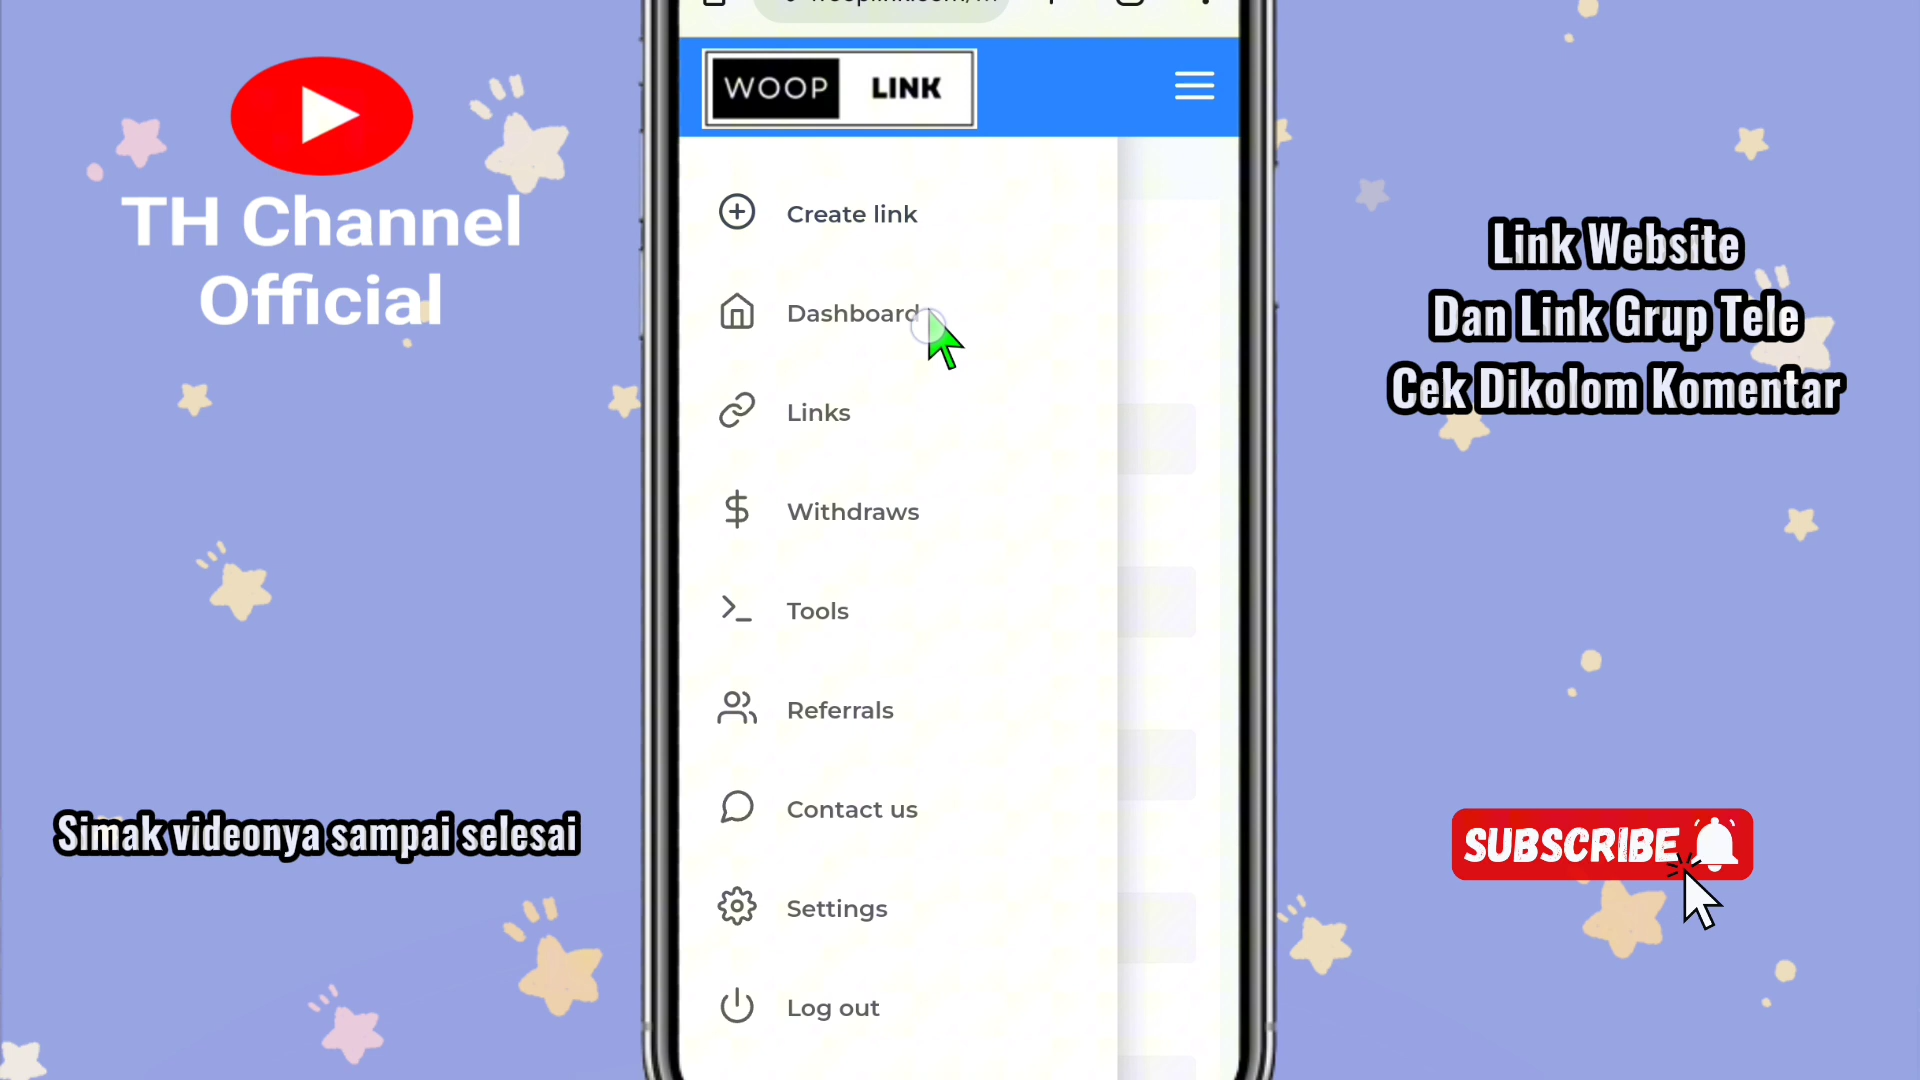 WOOP LINK
TH Channel
Official
Create link
Dashboard
Links
Withdraws
Tools
Referrals
Contact us
Settings
Log out
Link Website
Dan Link Grup Tele
Cek Dikolom Komentar
Simak videonya sampai selesai
SUBSCRIBE